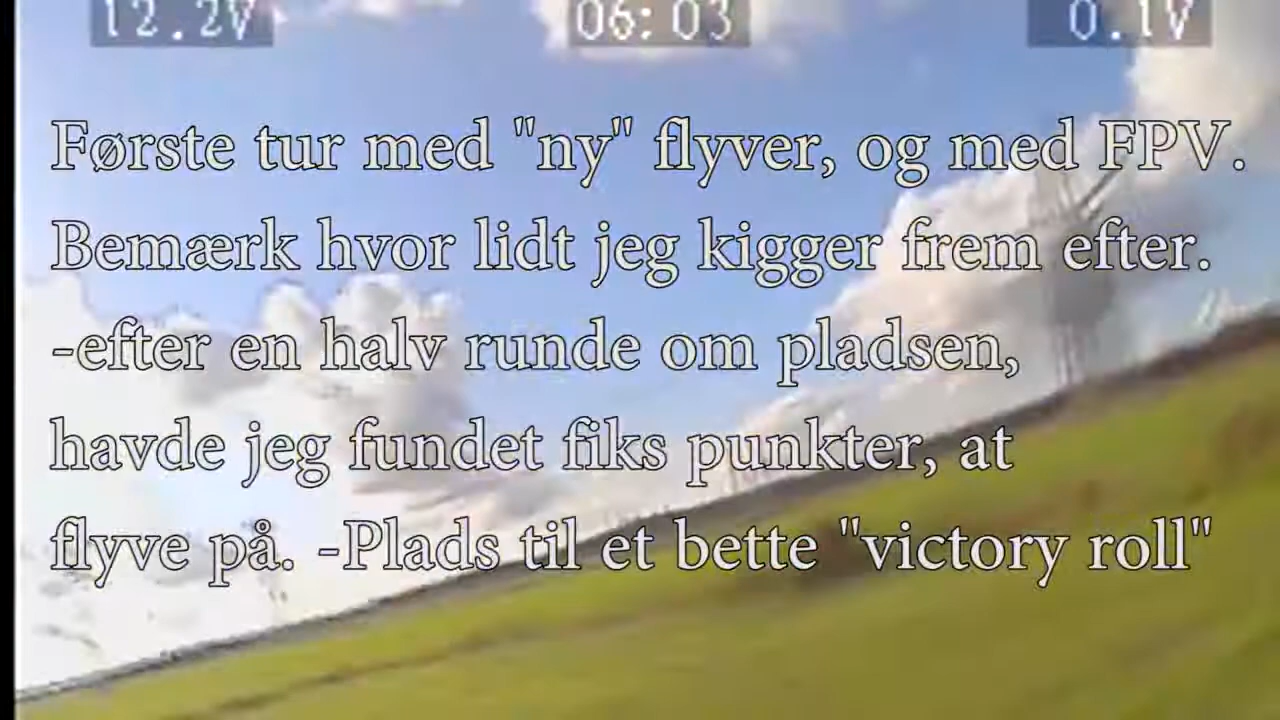 12.2V 06:03 0.1V
Første tur med "ny" flyver, og med FPV.
Bemærk hvor lidt jeg kigger frem efter.
-efter en halv runde om pladsen,
havde jeg fundet fiks punkter, at
flyve på. -Plads til et bette "victory roll"